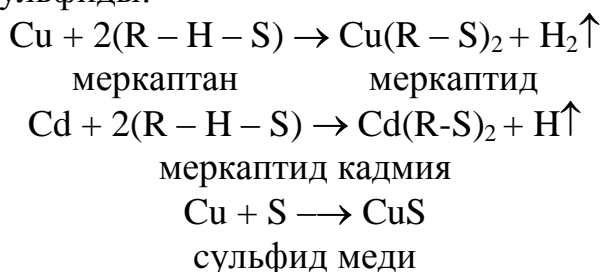 сульфиды:
Cu + 2(R – H – S) → Cu(R – S)₂ + H₂↑
меркаптан меркаптид
Cd + 2(R – H – S) → Cd(R-S)₂ + H↑
меркаптид кадмия
Cu + S → CuS
сульфид меди